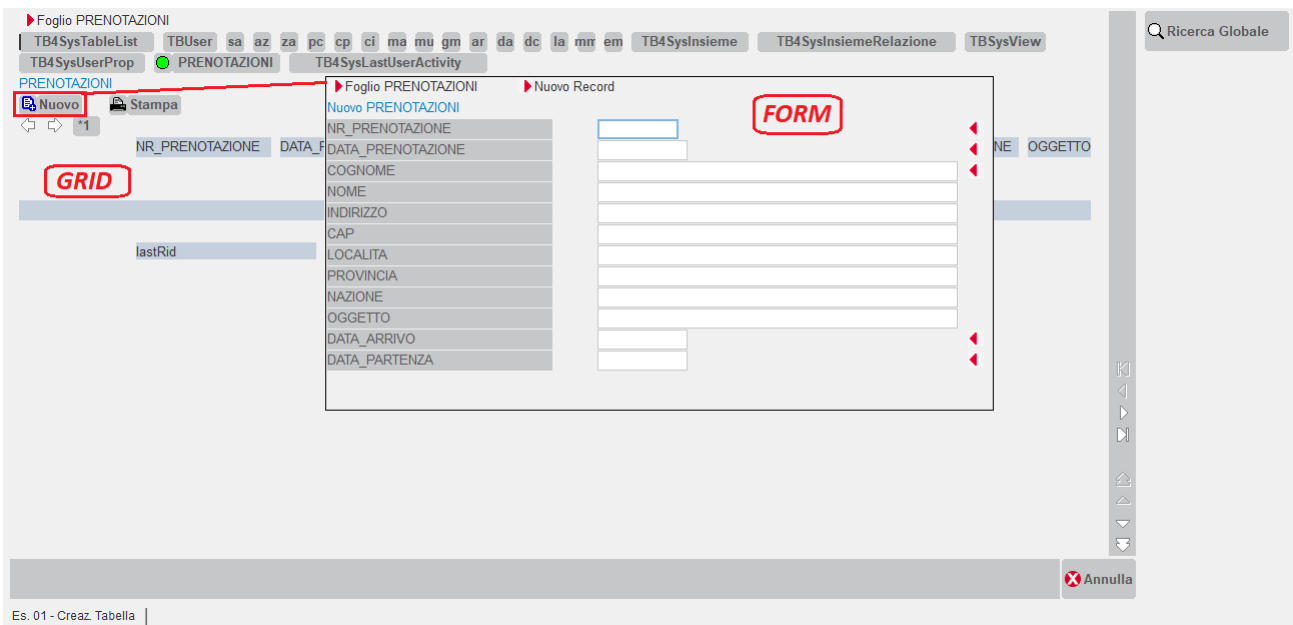 Foglio PRENOTAZIONI
Ricerca Globale
TB4SysTableList TBUser sa az za pc cp ci ma mu gm ar da dc la mm em TB4SysInsieme TB4SysInsiemeRelazione TBSysView
TB4SysUserProp PRENOTAZIONI TB4SysLastUserActivity
PRENOTAZIONI
Nuovo Stampa
*1
NR_PRENOTAZIONE DATA_F NE OGGETTO
GRID
lastRid
Foglio PRENOTAZIONI Nuovo Record
Nuovo PRENOTAZIONI
FORM
NR_PRENOTAZIONE
DATA_PRENOTAZIONE
COGNOME
NOME
INDIRIZZO
CAP
LOCALITA
PROVINCIA
NAZIONE
OGGETTO
DATA_ARRIVO
DATA_PARTENZA
Annulla
Es. 01 - Creaz. Tabella